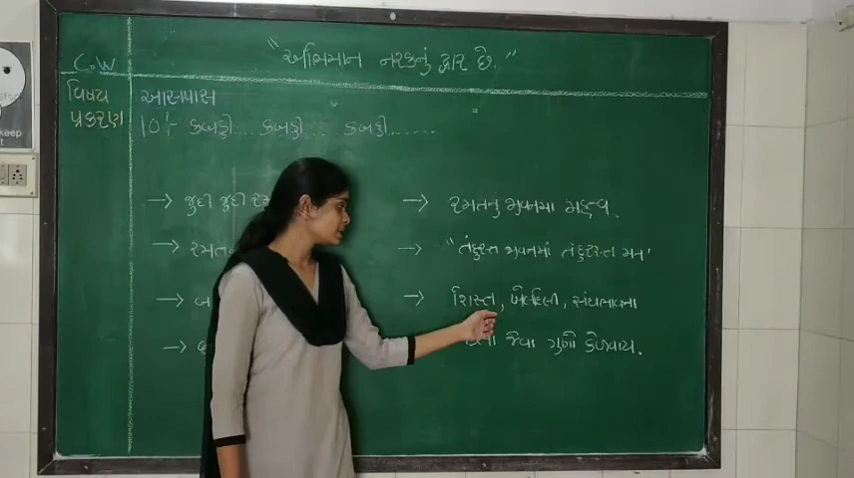 "અભિમાન નરકનું દ્વાર છે."
C.W
વિષય આસપાસ
પ્રકરણ 10 કબડ્ડી... કબડ્ડી... કબડ્ડી......
→ જુદી જુદી
→ રમત
→ રમતનું જીવનમાં મહત્વ.
→ "તંદુરસ્ત જીવનમાં તંદુરસ્ત મન"
→ શિસ્ત, ખેલદિલી, સંઘભાવના
જેવા ગુણો કેળવાય.
keep